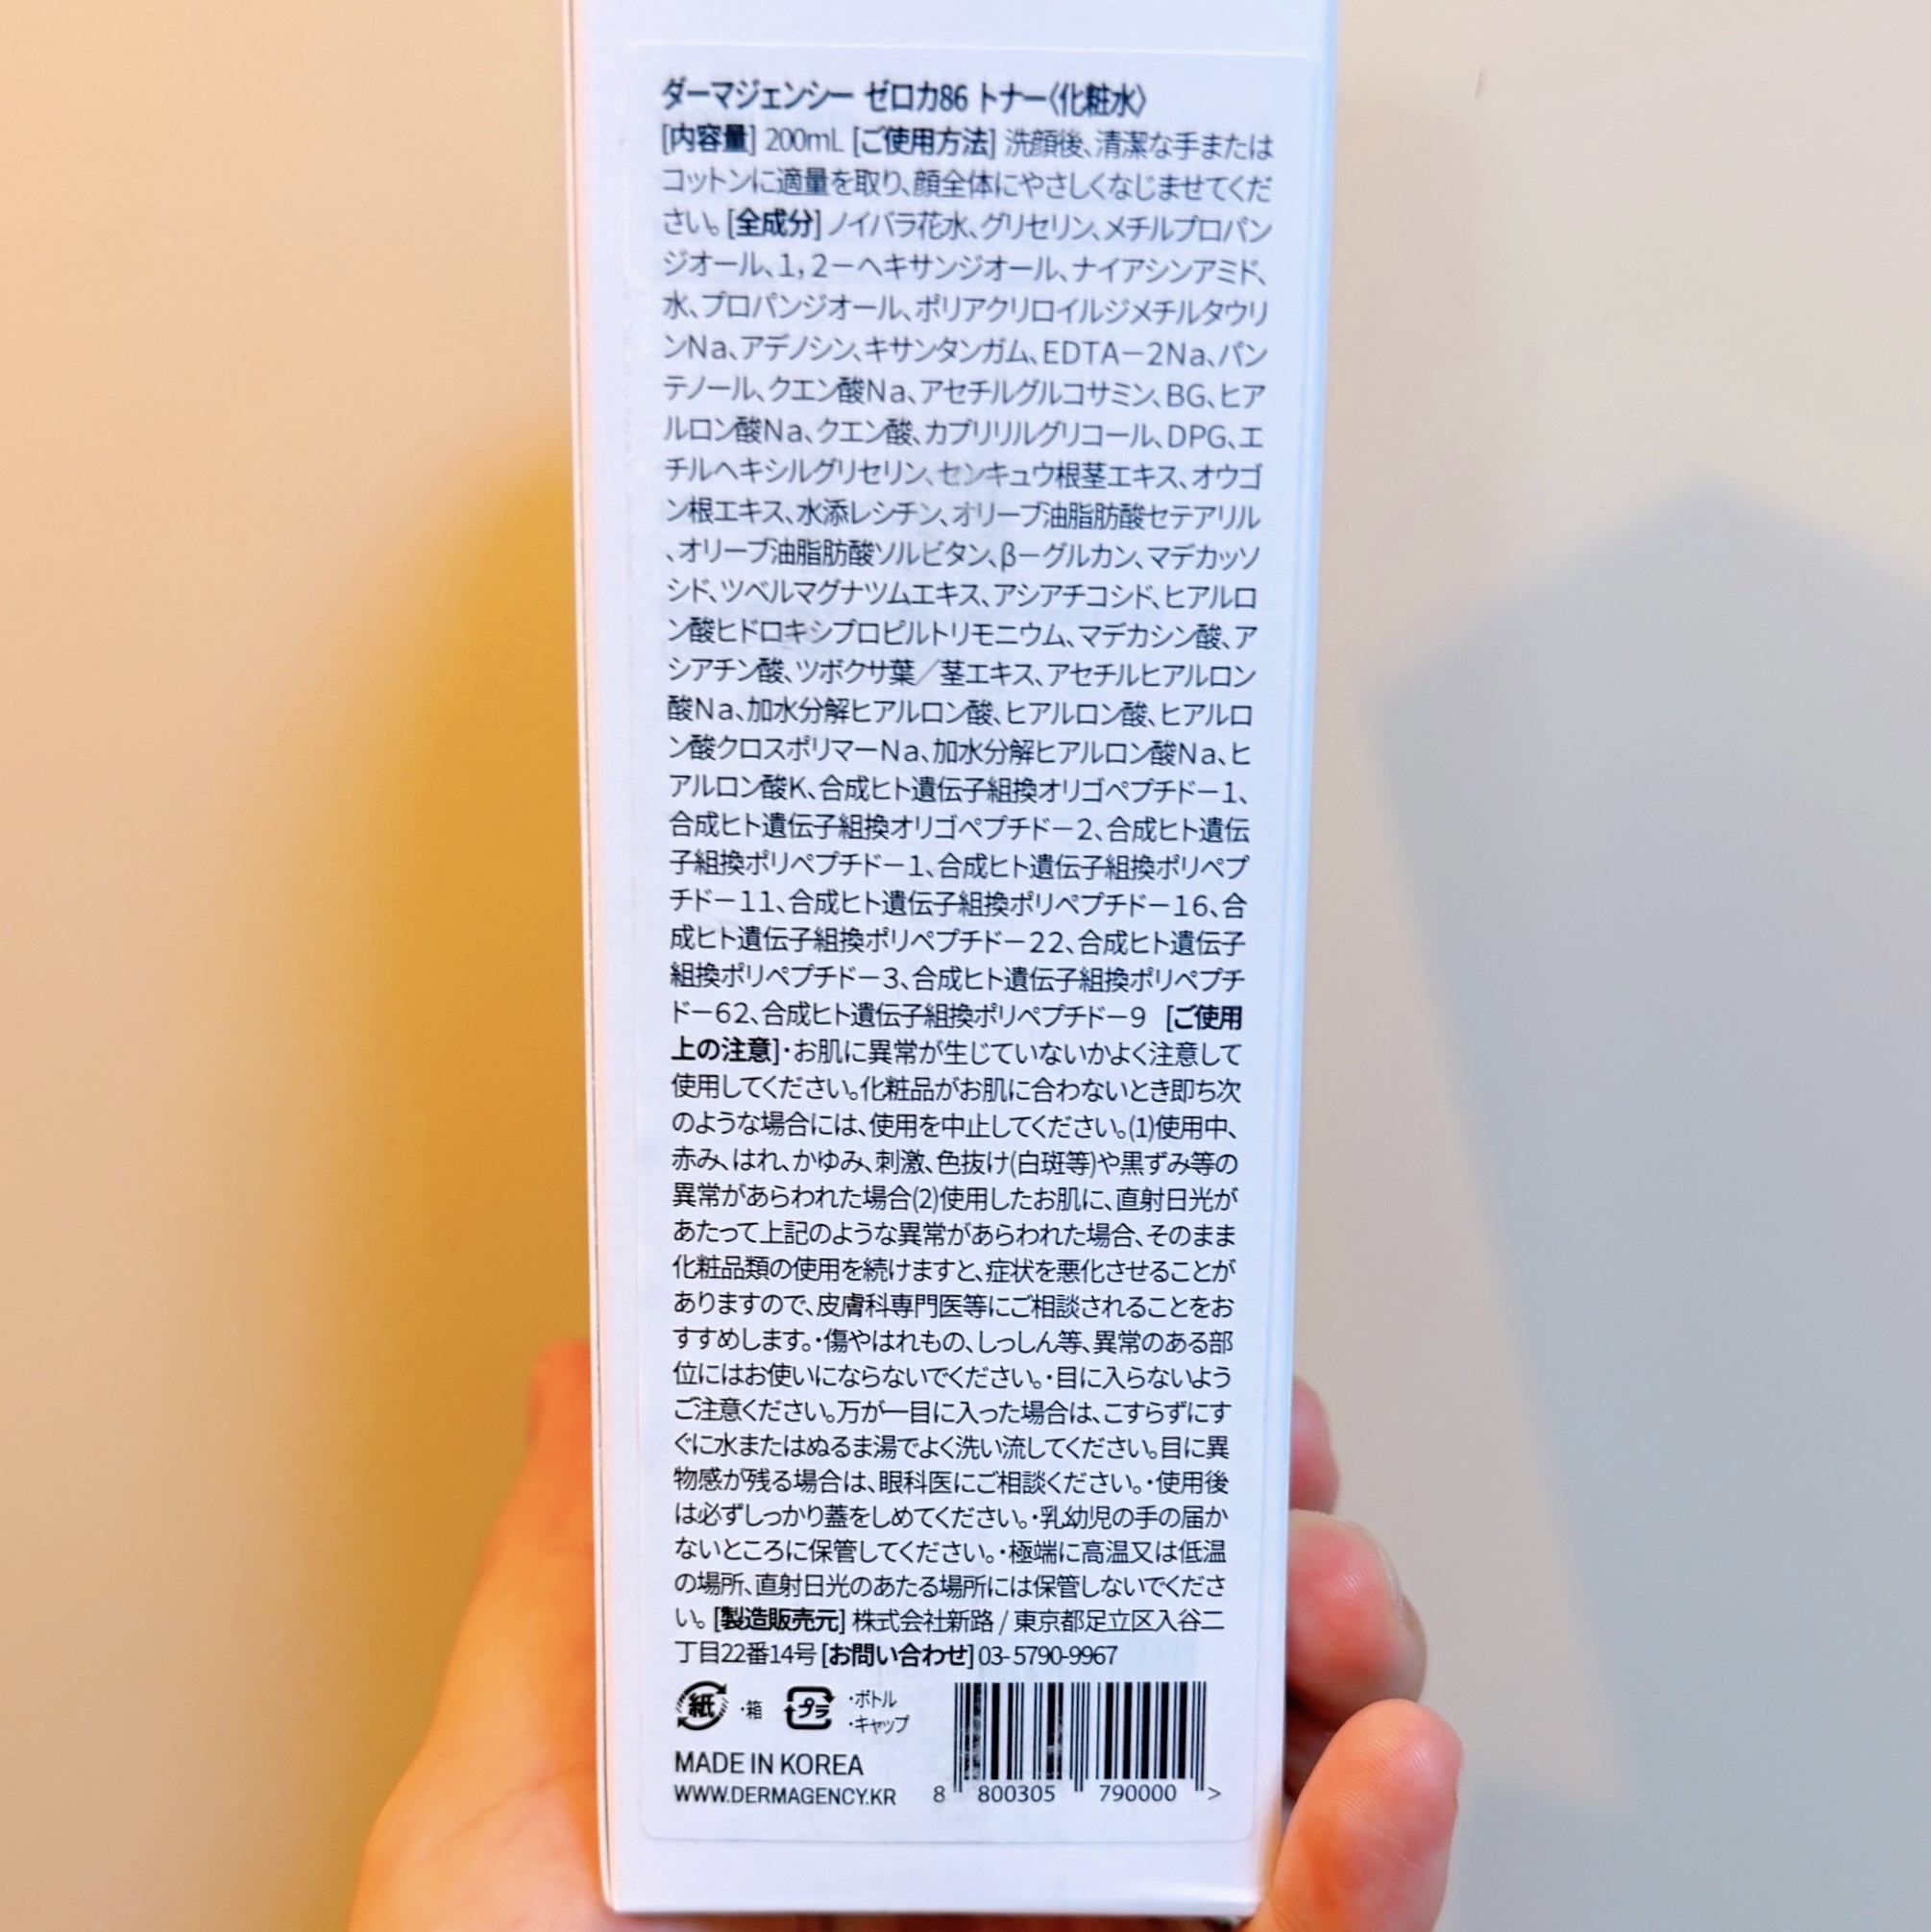 ダーマジェンシー ゼロカ86 トナー〈化粧水〉
[内容量] 200mL [ご使用方法] 洗顔後、清潔な手または
コットンに適量を取り、顔全体にやさしくなじませてくだ
さい。[全成分]ノイバラ花水、グリセリン、メチルプロパン
ジオール、1，2－ヘキサンジオール、ナイアシンアミド、
水、プロパンジオール、ポリアクリロイルジメチルタウリ
ンNa、アデノシン、キサンタンガム、EDTA－2Na、パン
テノール、クエン酸Na、アセチルグルコサミン、BG、ヒア
ルロン酸Na、クエン酸、カプリリルグリコール、DPG、エ
チルヘキシルグリセリン、センキュウ根茎エキス、オウゴ
ン根エキス、水添レシチン、オリーブ油脂肪酸セテアリル
、オリーブ油脂肪酸ソルビタン、β－グルカン、マデカッソ
シド、ツベルマグナツムエキス、アシアチコシド、ヒアルロ
ン酸ヒドロキシプロピルトリモニウム、マデカシン酸、ア
シアチン酸、ツボクサ葉／茎エキス、アセチルヒアルロン
酸Na、加水分解ヒアルロン酸、ヒアルロン酸、ヒアルロ
ン酸クロスポリマーNa、加水分解ヒアルロン酸Na、ヒ
アルロン酸K、合成ヒト遺伝子組換オリゴペプチド－1、
合成ヒト遺伝子組換オリゴペプチド－2、合成ヒト遺伝
子組換ポリペプチド－1、合成ヒト遺伝子組換ポリペプ
チド－11、合成ヒト遺伝子組換ポリペプチド－16、合
成ヒト遺伝子組換ポリペプチド－22、合成ヒト遺伝子
組換ポリペプチド－3、合成ヒト遺伝子組換ポリペプチ
ド－62、合成ヒト遺伝子組換ポリペプチド－9 [ご使用
上の注意]・お肌に異常が生じていないかよく注意して
使用してください。化粧品がお肌に合わないとき即ち次
のような場合には、使用を中止してください。(1)使用中、
赤み、はれ、かゆみ、刺激、色抜け(白斑等)や黒ずみ等の
異常があらわれた場合(2)使用したお肌に、直射日光が
あたって上記のような異常があらわれた場合、そのまま
化粧品類の使用を続けますと、症状を悪化させることが
ありますので、皮膚科専門医等にご相談されることをお
すすめします。・傷やはれもの、しっしん等、異常のある部
位にはお使いにならないでください。・目に入らないよう
ご注意ください。万が一目に入った場合は、こすらずにす
ぐに水またはぬるま湯でよく洗い流してください。目に異
物感が残る場合は、眼科医にご相談ください。・使用後
は必ずしっかり蓋をしめてください。・乳幼児の手の届か
ないところに保管してください。・極端に高温又は低温
の場所、直射日光のあたる場所には保管しないでくださ
い。[製造販売元] 株式会社新路 / 東京都足立区入谷二
丁目22番14号 [お問い合わせ] 03- 5790-9967
紙 ・箱 プラ ・ボトル
・キャップ
MADE IN KOREA
WWW.DERMAGENCY.KR 8 800305 790000 >